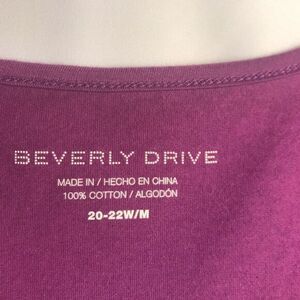 BEVERLY DRIVE
MADE IN / HECHO EN CHINA
100% COTTON / ALGODÓN
20-22W/M